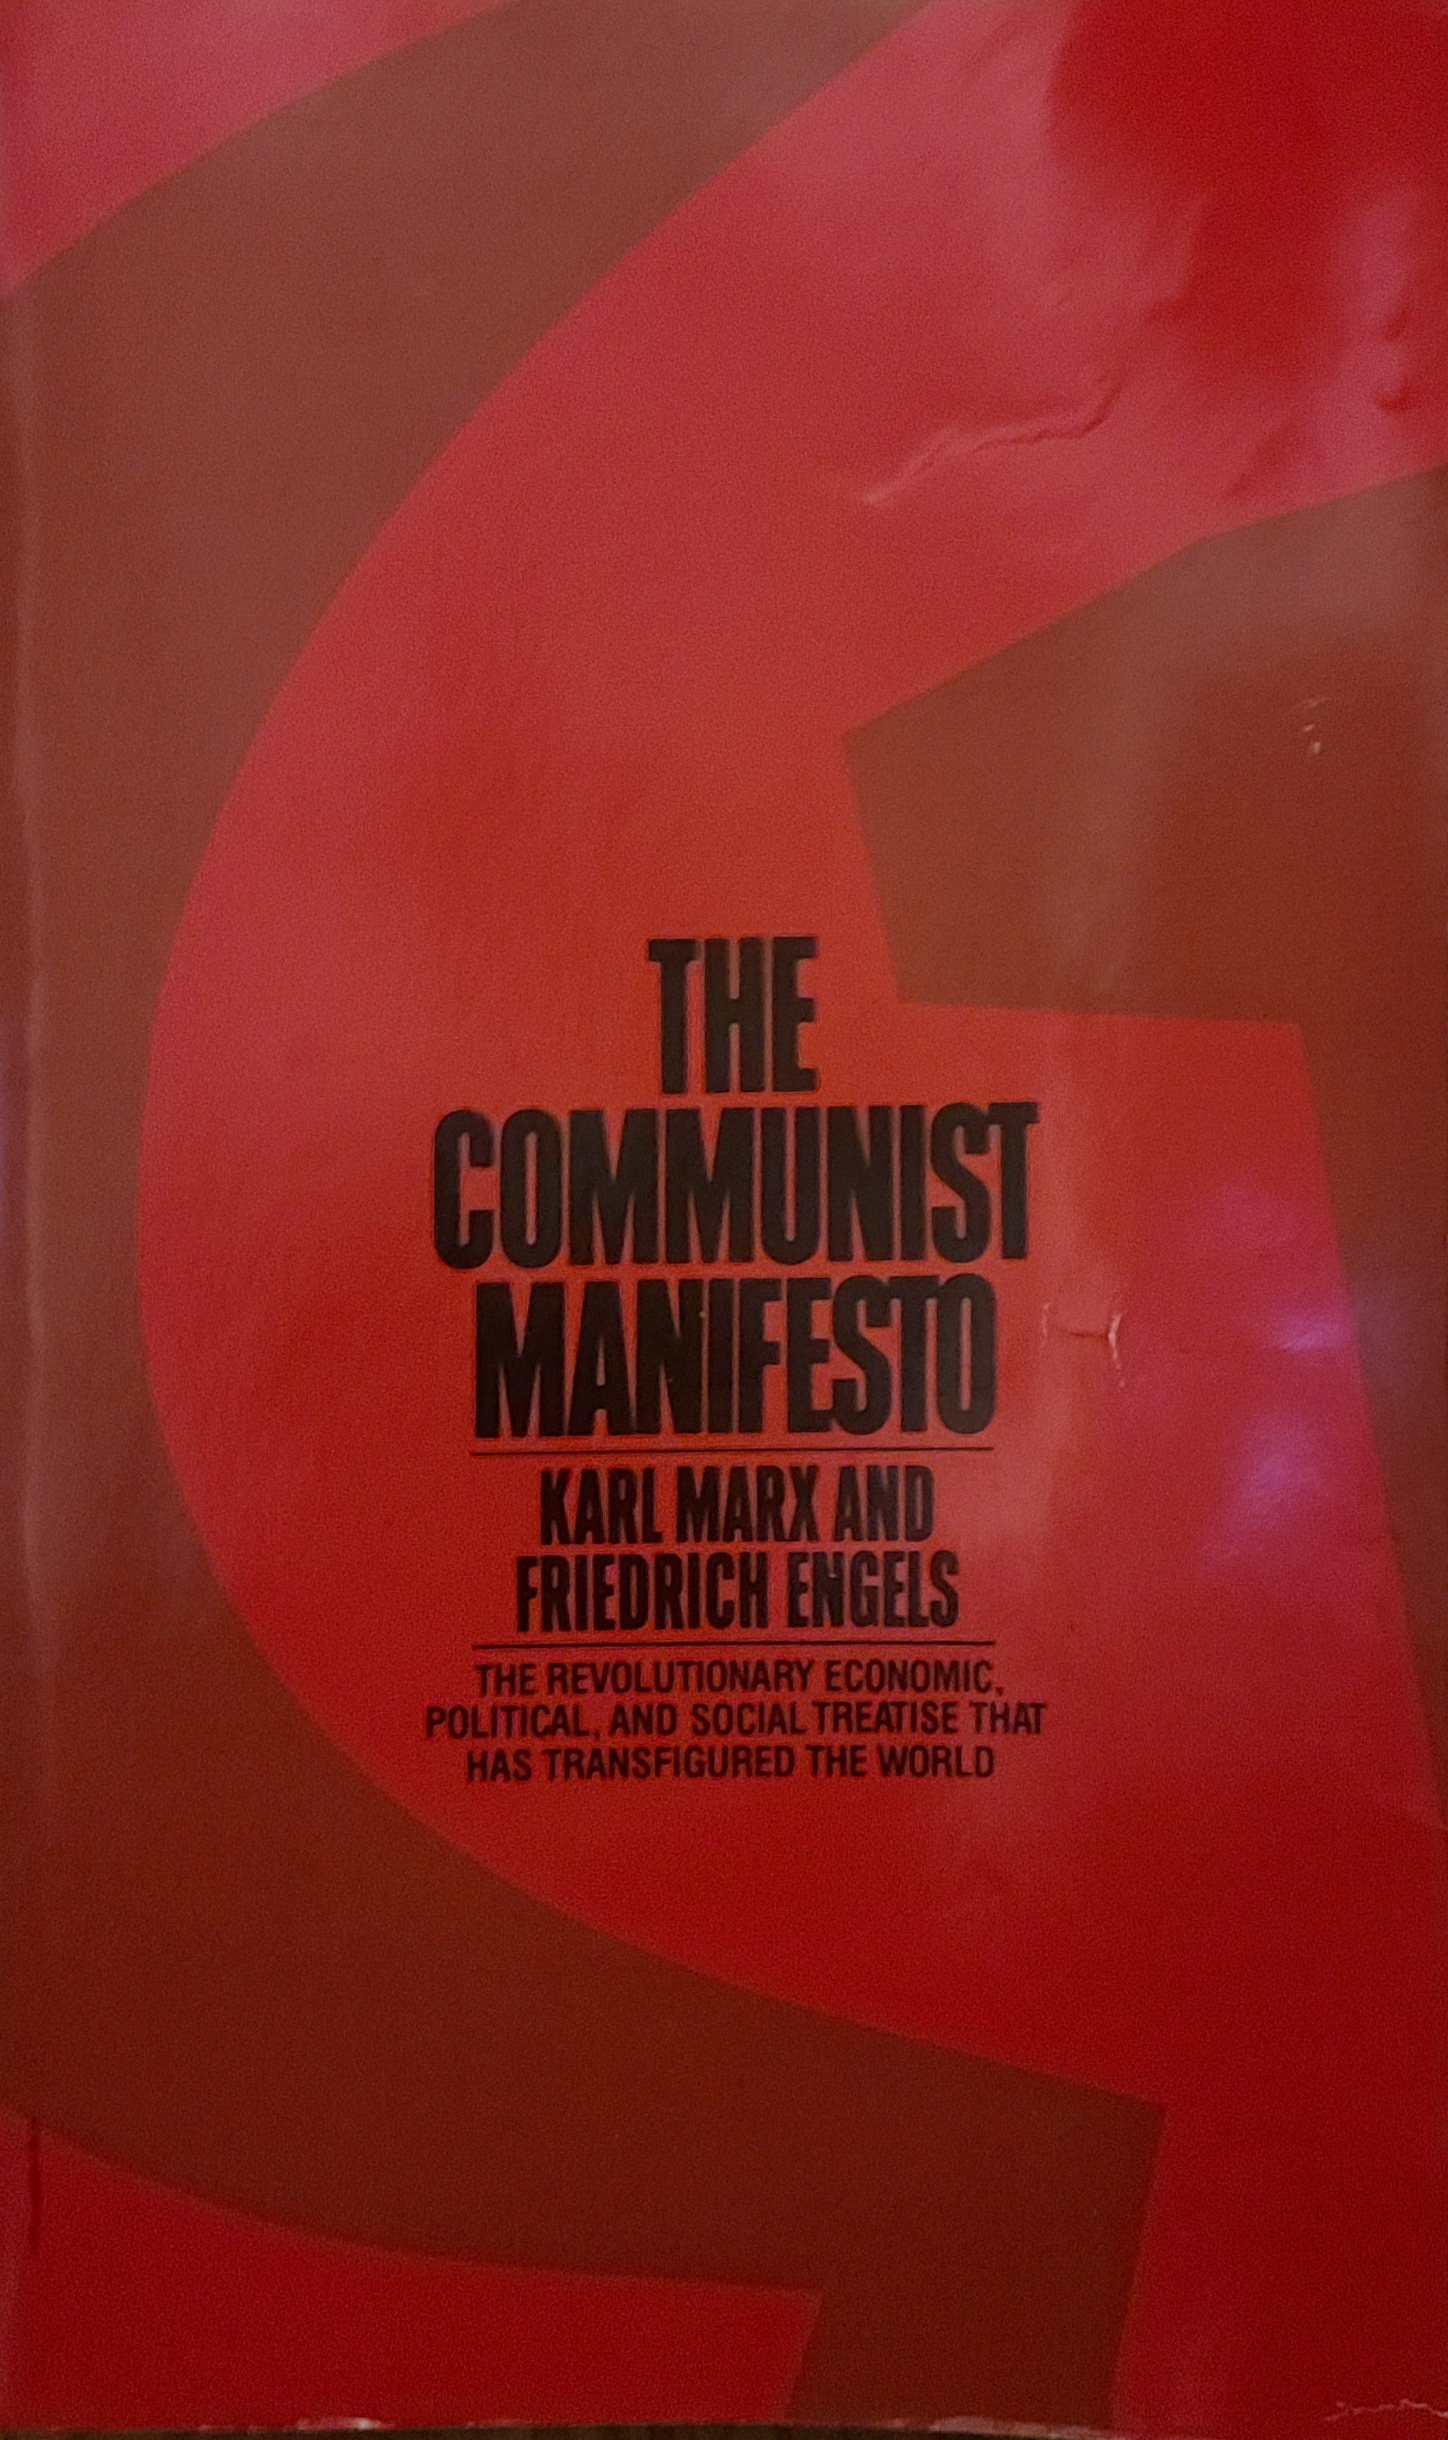 THE
COMMUNIST
MANIFESTO
KARL MARX AND
FRIEDRICH ENGELS
THE REVOLUTIONARY ECONOMIC,
POLITICAL, AND SOCIAL TREATISE THAT
HAS TRANSFIGURED THE WORLD